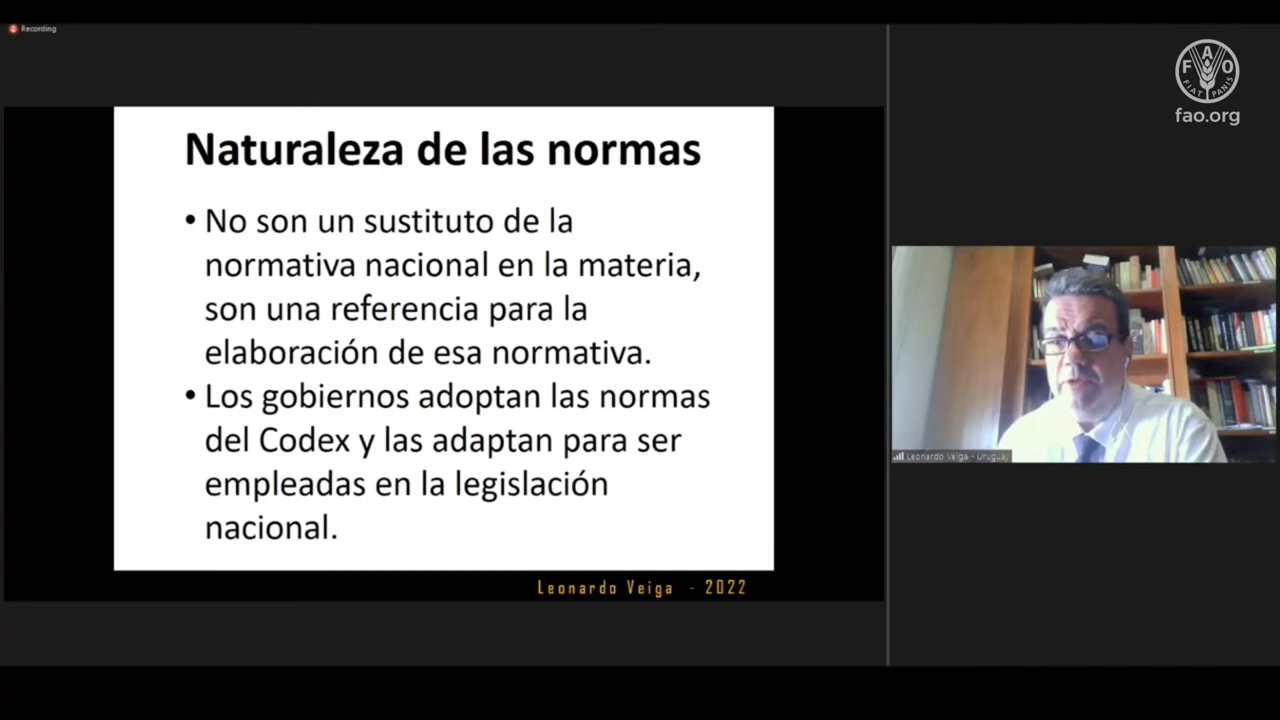 Recording
FAO
FIAT PANIS
fao.org
Naturaleza de las normas
• No son un sustituto de la
normativa nacional en la materia,
son una referencia para la
elaboración de esa normativa.
• Los gobiernos adoptan las normas
del Codex y las adaptan para ser
empleadas en la legislación
nacional.
Leonardo Veiga - Uruguay
Leonardo Veiga - 2022